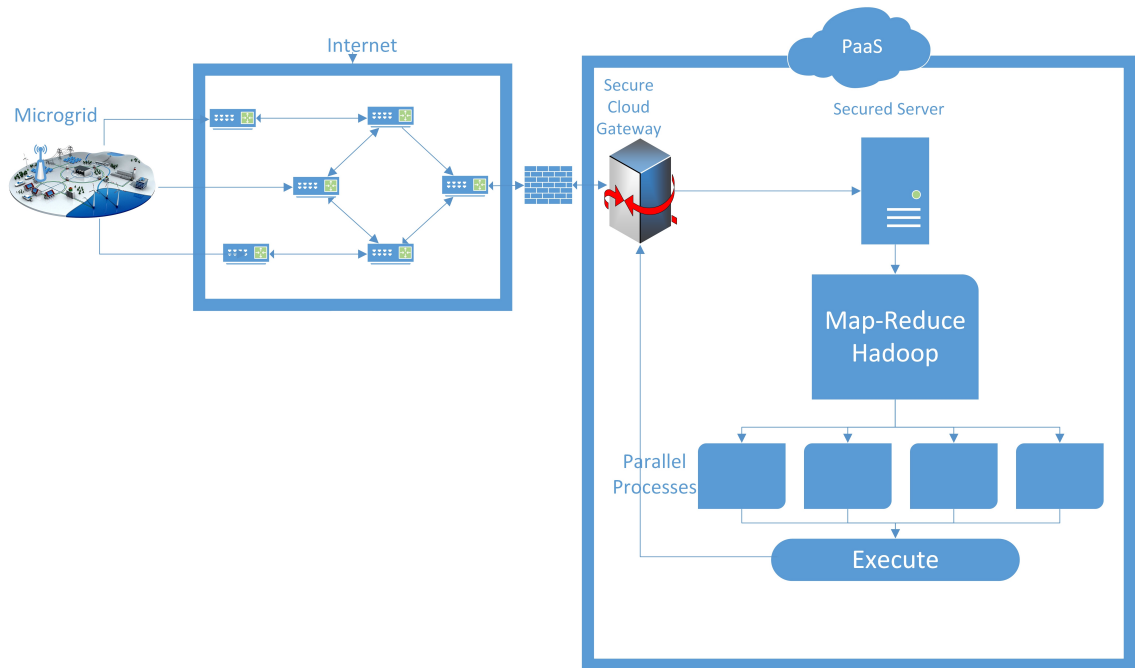 Internet
Microgrid
PaaS
Secure
Cloud
Gateway
Secured Server
Map-Reduce
Hadoop
Parallel
Processes
Execute